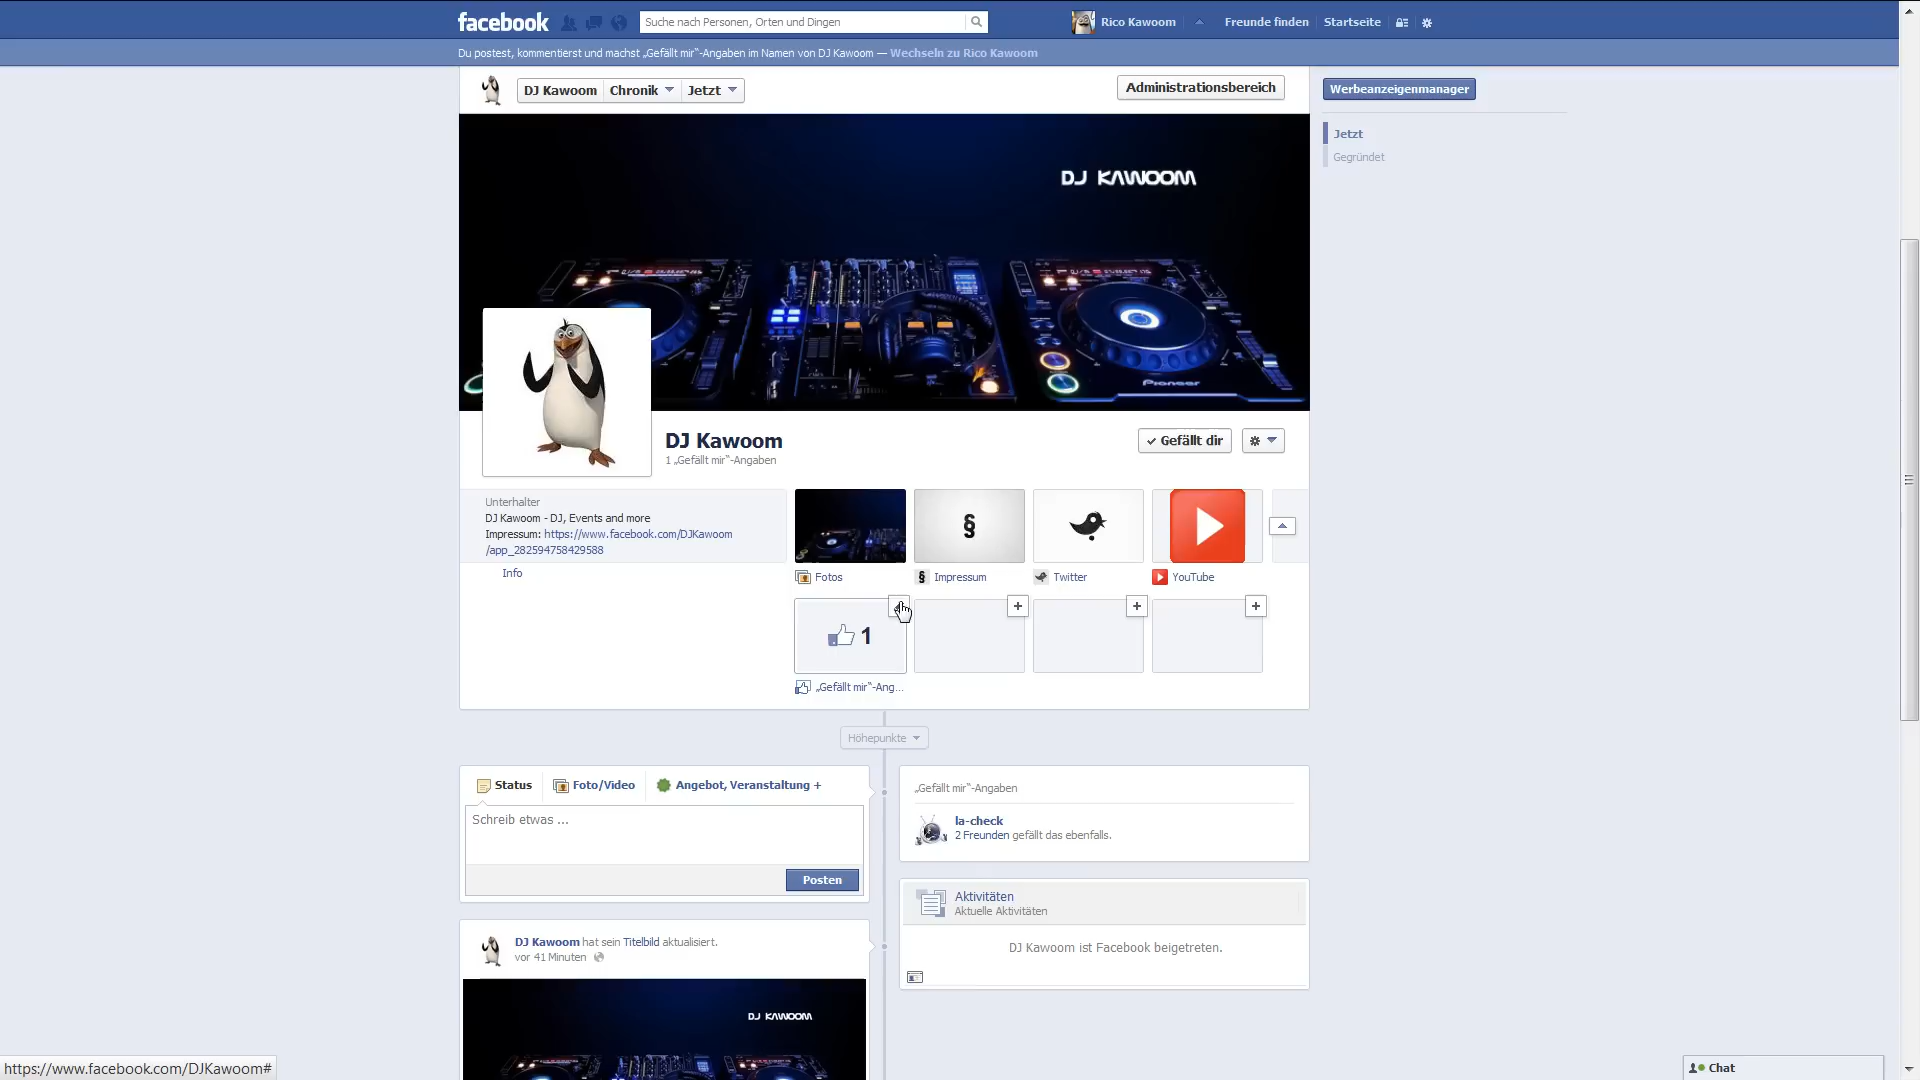 facebook
Suche nach Personen, Orten und Dingen
Rico Kawoom
Freunde finden
Startseite
Du postest, kommentierst und machst „Gefällt mir“-Angaben im Namen von DJ Kawoom — Wechseln zu Rico Kawoom
DJ Kawoom
Chronik
Jetzt
Administrationsbereich
Werbeanzeigenmanager
Jetzt
Gegründet
DJ KAWOOM
Pioneer
DJ Kawoom
1 „Gefällt mir“-Angaben
✓ Gefällt dir
Unterhalter
DJ Kawoom - DJ, Events and more
Impressum: https://www.facebook.com/DJKawoom
/app_282594758429588
Info
§
Fotos
§ Impressum
Twitter
YouTube
1
+
+
+
„Gefällt mir“-Ang...
Höhepunkte
Status
Foto/Video
Angebot, Veranstaltung +
Schreib etwas ...
Posten
„Gefällt mir“-Angaben
la-check
2 Freunden gefällt das ebenfalls.
Aktivitäten
Aktuelle Aktivitäten
DJ Kawoom ist Facebook beigetreten.
DJ Kawoom hat sein Titelbild aktualisiert.
vor 41 Minuten
DJ KAWOOM
https://www.facebook.com/DJKawoom#
Chat